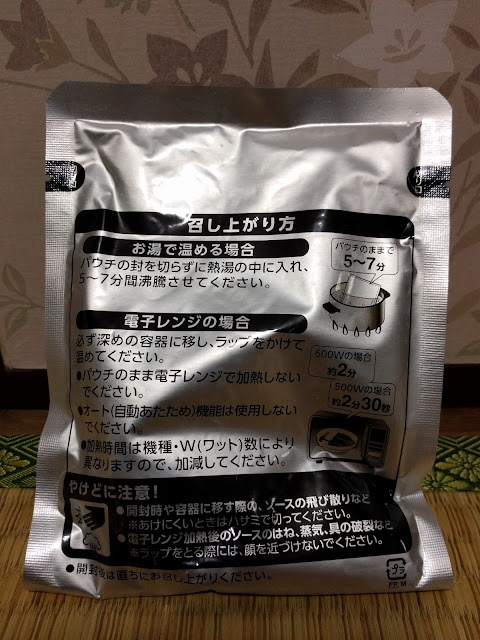 召し上がり方
お湯で温める場合
パウチの封を切らずに熱湯の中に入れ、
5～7分間沸騰させてください。
パウチのままで
5～7分
電子レンジの場合
必ず深めの容器に移し、ラップをかけて
温めてください。
●パウチのまま電子レンジで加熱しない
でください。
●オート(自動あたため)機能は使用しない
でください。
●加熱時間は機種・W(ワット)数により
異なりますので、加減してください。
600Wの場合
約2分
500Wの場合
約2分30秒
やけどに注意!
●開封時や容器に移す際の、ソースの飛び散りなど
※あけにくいときはハサミで切ってください。
●電子レンジ加熱後のソースのはね、蒸気、具の破裂など
※ラップをとる際には、顔を近づけないでください。
●開封後は直ちにお召し上がりください。
プラ
PP, M